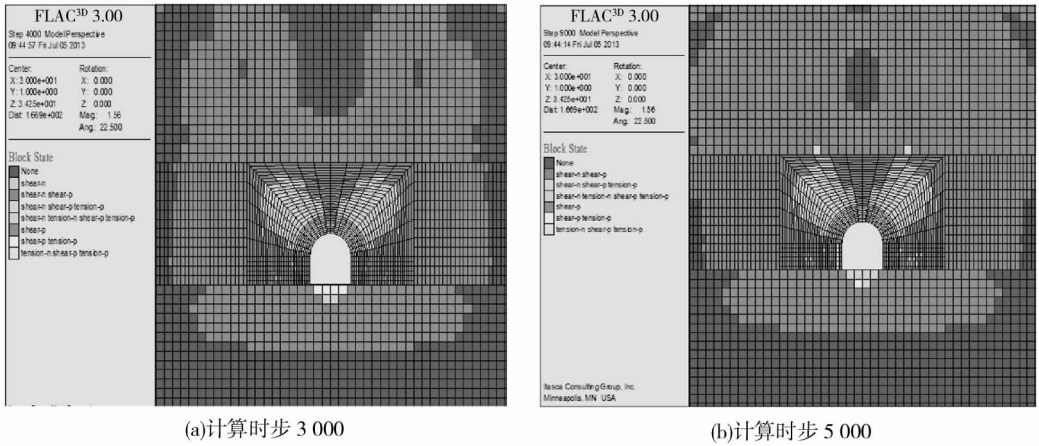 FLAC3D 3.00
Step 4000 Model Perspective
09:44:57 Fri Jul 05 2013
Center:
X: 3.000e+001
Y: 1.000e+000
Z: 3.425e+001
Dist: 1.669e+002
Rotation:
X: 0.000
Y: 0.000
Z: 0.000
Mag.: 1.56
Ang.: 22.500
Block State
None
shear-n
shear-n shear-p
shear-n shear-p tension-p
shear-n tension-n shear-p tension-p
shear-p
shear-p tension-p
tension-n shear-p tension-p
(a)计算时步 3 000
FLAC3D 3.00
Step 9000 Model Perspective
09:44:14 Fri Jul 05 2013
Center:
X: 3.000e+001
Y: 1.000e+000
Z: 3.425e+001
Dist: 1.669e+002
Rotation:
X: 0.000
Y: 0.000
Z: 0.000
Mag.: 1.56
Ang.: 22.500
Block State
None
shear-n shear-p
shear-n shear-p tension-p
shear-n tension-n shear-p tension-p
shear-p
shear-p tension-p
tension-n shear-p tension-p
Itasca Consulting Group, Inc.
Minneapolis, MN USA
(b)计算时步 5 000